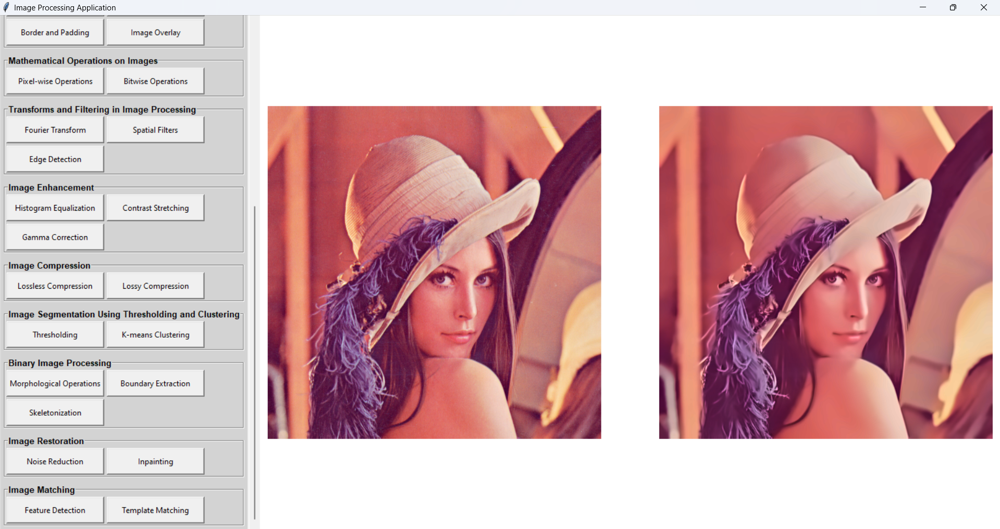 Image Processing Application
Border and Padding
Image Overlay
Mathematical Operations on Images
Pixel-wise Operations
Bitwise Operations
Transforms and Filtering in Image Processing
Fourier Transform
Spatial Filters
Edge Detection
Image Enhancement
Histogram Equalization
Contrast Stretching
Gamma Correction
Image Compression
Lossless Compression
Lossy Compression
Image Segmentation Using Thresholding and Clustering
Thresholding
K-means Clustering
Binary Image Processing
Morphological Operations
Boundary Extraction
Skeletonization
Image Restoration
Noise Reduction
Inpainting
Image Matching
Feature Detection
Template Matching